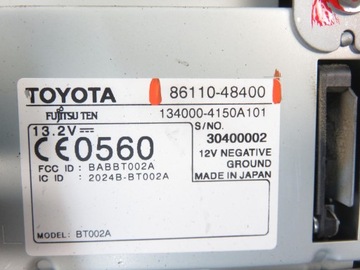 TOYOTA 86110-48400
FUJITSU TEN 134000-4150A101
13.2V S/NO. 30400002
CE0560 12V NEGATIVE GROUND
FCC ID : BABBT002A MADE IN JAPAN
IC ID : 2024B-BT002A
MODEL: BT002A